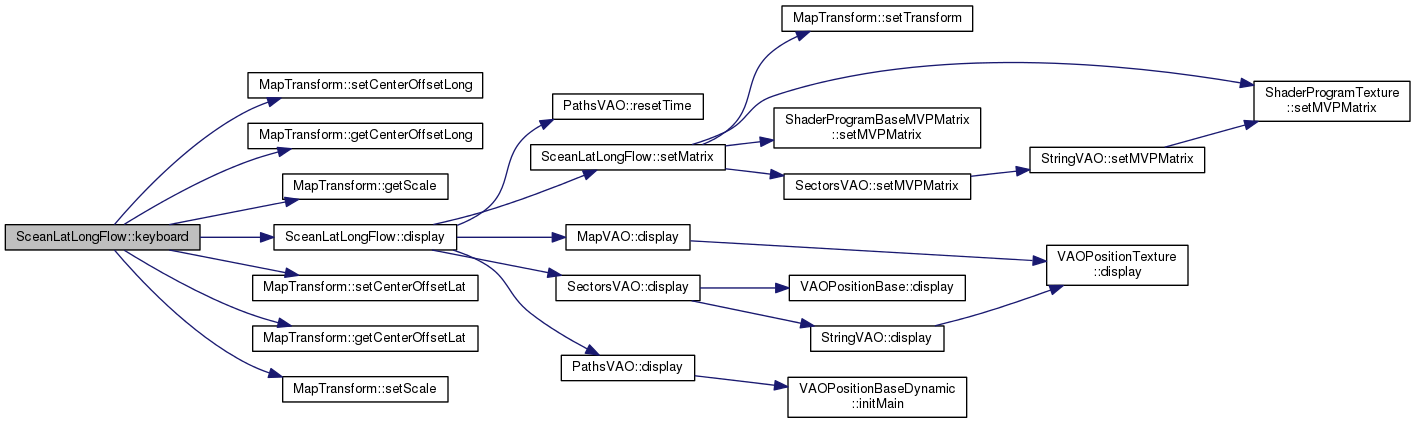 SceanLatLongFlow::keyboard
MapTransform::setCenterOffsetLong
MapTransform::getCenterOffsetLong
MapTransform::getScale
SceanLatLongFlow::display
MapTransform::setCenterOffsetLat
MapTransform::getCenterOffsetLat
MapTransform::setScale
PathsVAO::resetTime
SceanLatLongFlow::setMatrix
MapVAO::display
SectorsVAO::display
PathsVAO::display
MapTransform::setTransform
ShaderProgramBaseMVPMatrix
::setMVPMatrix
SectorsVAO::setMVPMatrix
VAOPositionBase::display
StringVAO::display
VAOPositionBaseDynamic
::initMain
StringVAO::setMVPMatrix
VAOPositionTexture
::display
ShaderProgramTexture
::setMVPMatrix